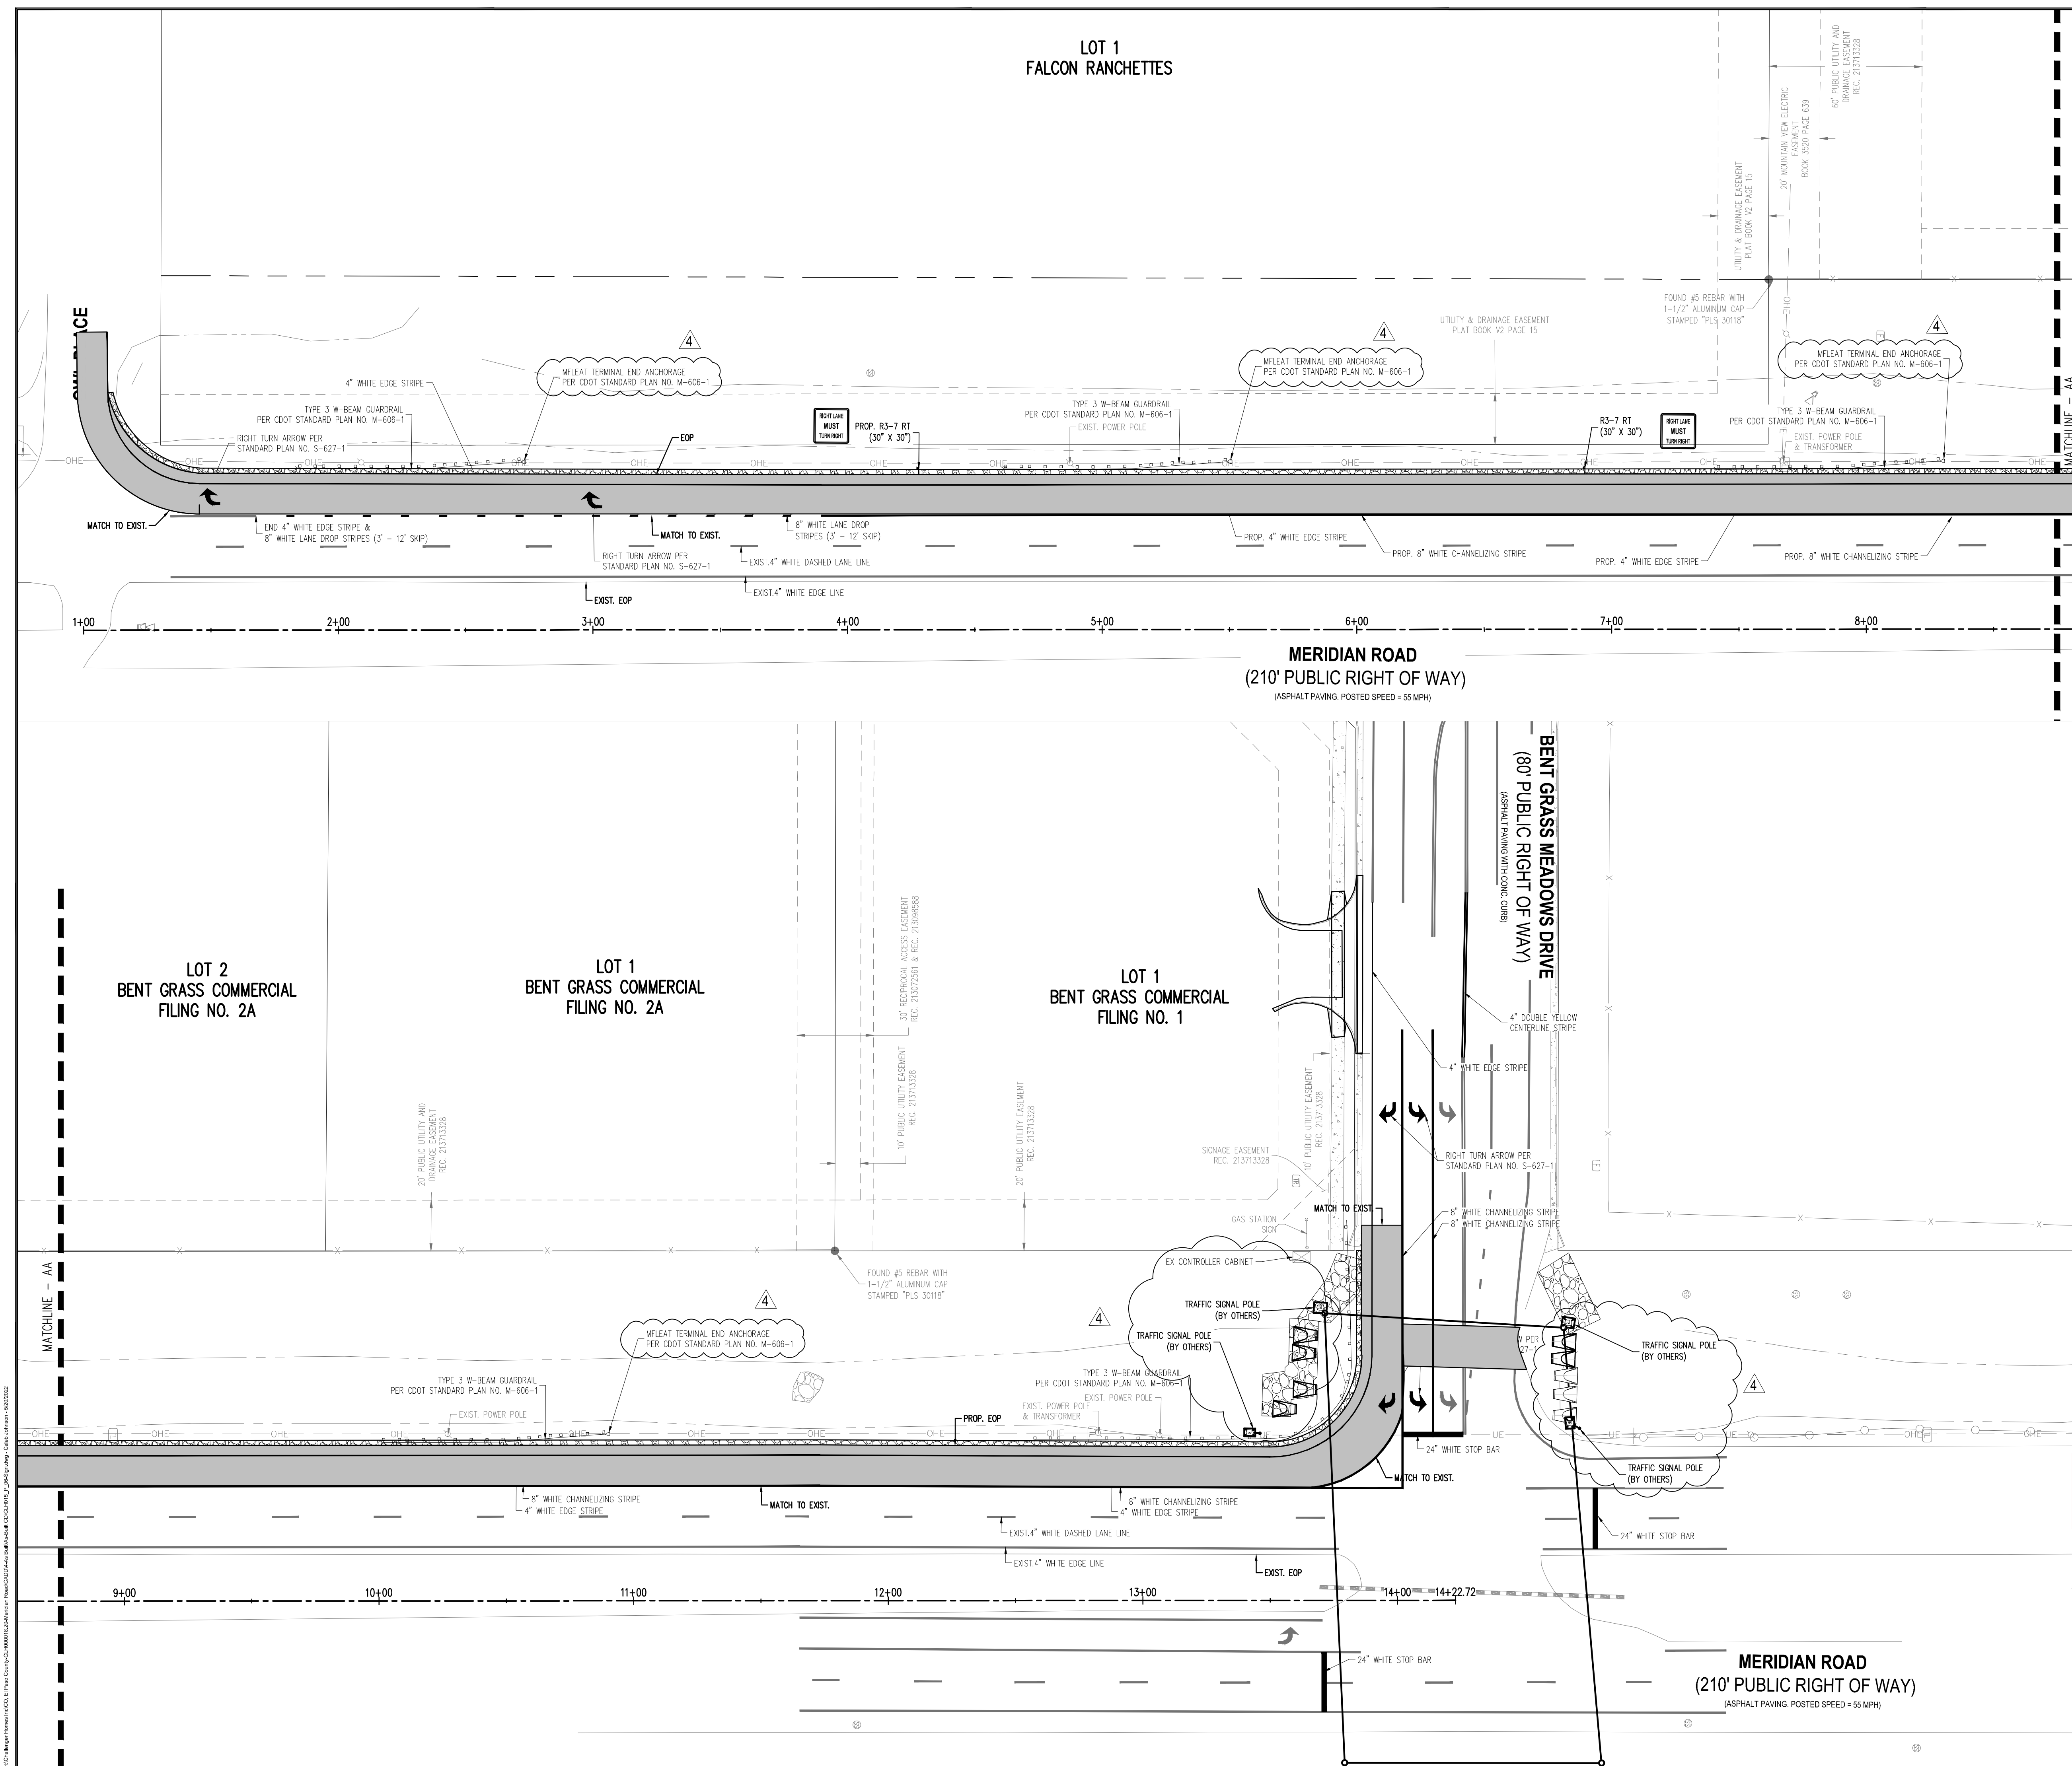 LOT 1
FALCON RANCHETTES
60' PUBLIC UTILITY AND
DRAINAGE EASEMENT
REC. 213713328
20' MOUNTAIN VIEW ELECTRIC
EASEMENT
BOOK 3520 PAGE 639
UTILITY & DRAINAGE EASEMENT
PLAT BOOK V2 PAGE 15
FOUND #5 REBAR WITH
1-1/2" ALUMINUM CAP
STAMPED "PLS 30118"
UTILITY & DRAINAGE EASEMENT
PLAT BOOK V2 PAGE 15
4
MFLEAT TERMINAL END ANCHORAGE
PER CDOT STANDARD PLAN NO. M-606-1
4
MFLEAT TERMINAL END ANCHORAGE
PER CDOT STANDARD PLAN NO. M-606-1
4
MFLEAT TERMINAL END ANCHORAGE
PER CDOT STANDARD PLAN NO. M-606-1
4" WHITE EDGE STRIPE
TYPE 3 W-BEAM GUARDRAIL
PER CDOT STANDARD PLAN NO. M-606-1
RIGHT TURN ARROW PER
STANDARD PLAN NO. S-627-1
EOP
RIGHT LANE
MUST
TURN RIGHT
PROP. R3-7 RT
(30" X 30")
TYPE 3 W-BEAM GUARDRAIL
PER CDOT STANDARD PLAN NO. M-606-1
EXIST. POWER POLE
R3-7 RT
(30" X 30")
RIGHT LANE
MUST
TURN RIGHT
TYPE 3 W-BEAM GUARDRAIL
PER CDOT STANDARD PLAN NO. M-606-1
EXIST. POWER POLE
& TRANSFORMER
MATCHLINE - AA
MATCH TO EXIST.
END 4" WHITE EDGE STRIPE &
8" WHITE LANE DROP STRIPES (3' - 12' SKIP)
RIGHT TURN ARROW PER
STANDARD PLAN NO. S-627-1
MATCH TO EXIST.
8" WHITE LANE DROP
STRIPES (3' - 12' SKIP)
EXIST.4" WHITE DASHED LANE LINE
PROP. 4" WHITE EDGE STRIPE
PROP. 8" WHITE CHANNELIZING STRIPE
PROP. 4" WHITE EDGE STRIPE
PROP. 8" WHITE CHANNELIZING STRIPE
EXIST. EOP
EXIST.4" WHITE EDGE LINE
1+00
2+00
3+00
4+00
5+00
6+00
7+00
8+00
MERIDIAN ROAD
(210' PUBLIC RIGHT OF WAY)
(ASPHALT PAVING. POSTED SPEED = 55 MPH)
BENT GRASS MEADOWS DRIVE
(80' PUBLIC RIGHT OF WAY)
(ASPHALT PAVING WITH CONC. CURB)
LOT 2
BENT GRASS COMMERCIAL
FILING NO. 2A
LOT 1
BENT GRASS COMMERCIAL
FILING NO. 2A
30' RECIPROCAL ACCESS EASEMENT
REC. 213072561 & REC. 213098588
LOT 1
BENT GRASS COMMERCIAL
FILING NO. 1
4" DOUBLE YELLOW
CENTERLINE STRIPE
4" WHITE EDGE STRIPE
20' PUBLIC UTILITY AND
DRAINAGE EASEMENT
REC. 213713328
10' PUBLIC UTILITY EASEMENT
REC. 213713328
20' PUBLIC UTILITY EASEMENT
REC. 213713328
10' PUBLIC UTILITY EASEMENT
REC. 213713328
SIGNAGE EASEMENT
REC. 213713328
RIGHT TURN ARROW PER
STANDARD PLAN NO. S-627-1
MATCH TO EXIST.
8" WHITE CHANNELIZING STRIPE
8" WHITE CHANNELIZING STRIPE
GAS STATION
SIGN
EX CONTROLLER CABINET
MATCHLINE - AA
FOUND #5 REBAR WITH
1-1/2" ALUMINUM CAP
STAMPED "PLS 30118"
4
MFLEAT TERMINAL END ANCHORAGE
PER CDOT STANDARD PLAN NO. M-606-1
4
TRAFFIC SIGNAL POLE
(BY OTHERS)
TRAFFIC SIGNAL POLE
(BY OTHERS)
TRAFFIC SIGNAL POLE
(BY OTHERS)
4
TYPE 3 W-BEAM GUARDRAIL
PER CDOT STANDARD PLAN NO. M-606-1
EXIST. POWER POLE
TYPE 3 W-BEAM GUARDRAIL
PER CDOT STANDARD PLAN NO. M-606-1
EXIST. POWER POLE
EXIST. POWER POLE
& TRANSFORMER
PROP. EOP
24" WHITE STOP BAR
MATCH TO EXIST.
TRAFFIC SIGNAL POLE
(BY OTHERS)
8" WHITE CHANNELIZING STRIPE
4" WHITE EDGE STRIPE
MATCH TO EXIST.
8" WHITE CHANNELIZING STRIPE
4" WHITE EDGE STRIPE
EXIST.4" WHITE DASHED LANE LINE
24" WHITE STOP BAR
EXIST.4" WHITE EDGE LINE
EXIST. EOP
9+00
10+00
11+00
12+00
13+00
14+00
14+22.72
24" WHITE STOP BAR
MERIDIAN ROAD
(210' PUBLIC RIGHT OF WAY)
(ASPHALT PAVING. POSTED SPEED = 55 MPH)